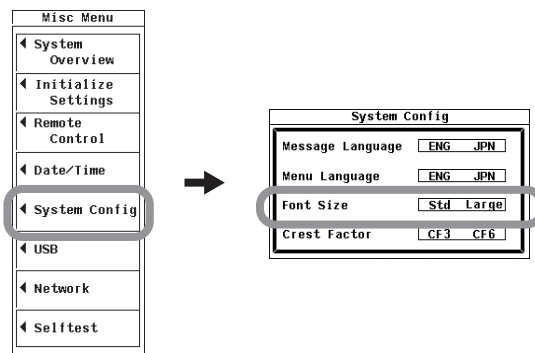 Misc Menu
System
Overview
Initialize
Settings
Remote
Control
Date/Time
System Config
USB
Network
Selftest
System Config
Message Language ENG JPN
Menu Language ENG JPN
Font Size Std Large
Crest Factor CF3 CF6